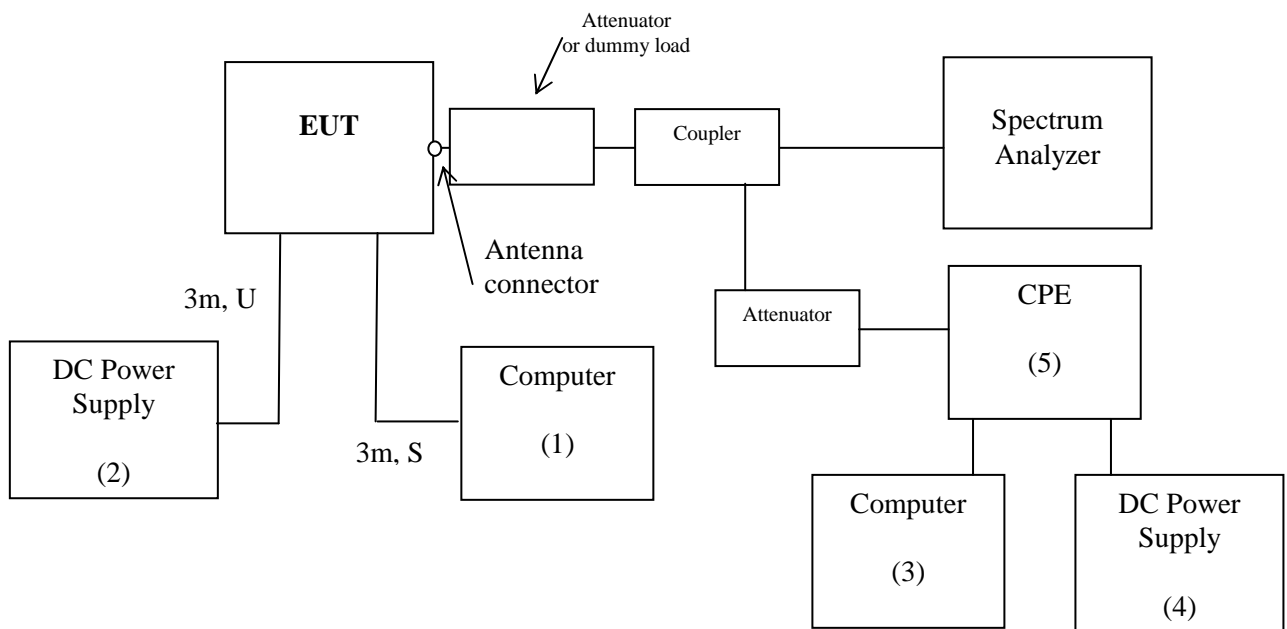 Attenuator
or dummy load
EUT
Coupler
Spectrum
Analyzer
Antenna
connector
3m, U
Attenuator
CPE
(5)
DC Power
Supply
(2)
Computer
(1)
3m, S
Computer
(3)
DC Power
Supply
(4)